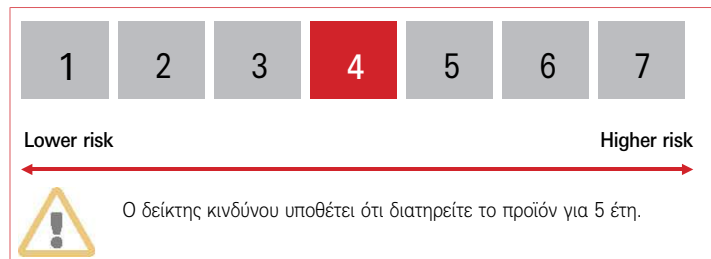 1 2 3 4 5 6 7
Lower risk Higher risk
Ο δείκτης κινδύνου υποθέτει ότι διατηρείτε το προϊόν για 5 έτη.